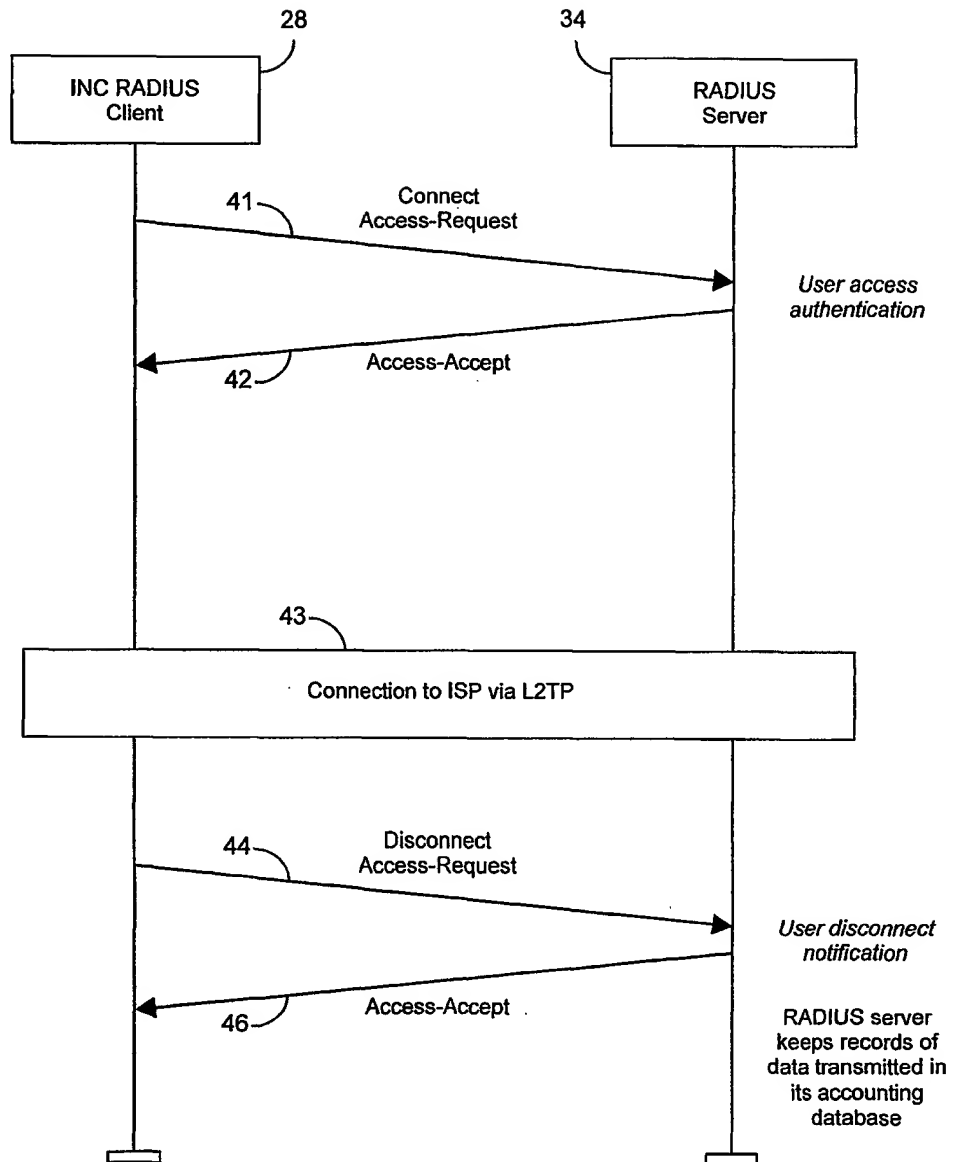 28
34
INC RADIUS
Client
RADIUS
Server
41
Connect
Access-Request
User access
authentication
42
Access-Accept
43
Connection to ISP via L2TP
44
Disconnect
Access-Request
User disconnect
notification
46
Access-Accept
RADIUS server
keeps records of
data transmitted in
its accounting
database